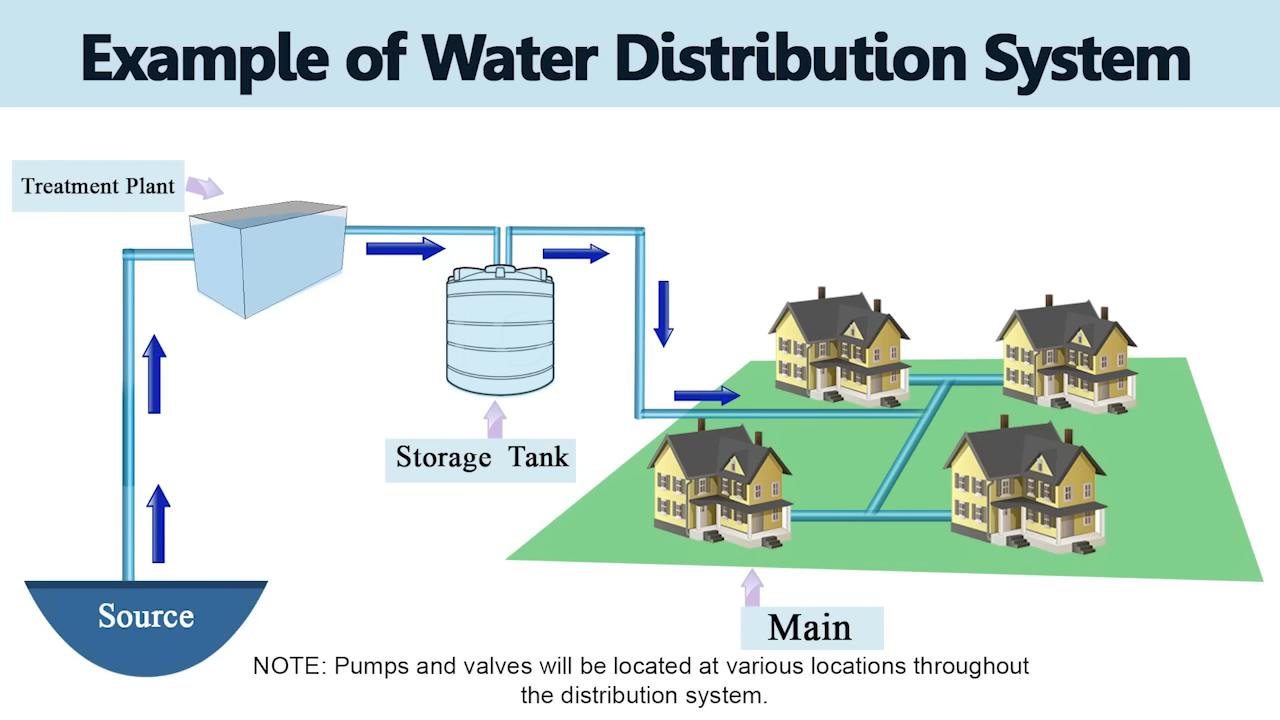 Example of Water Distribution System
Treatment Plant
Storage Tank
Source
Main
NOTE: Pumps and valves will be located at various locations throughout
the distribution system.